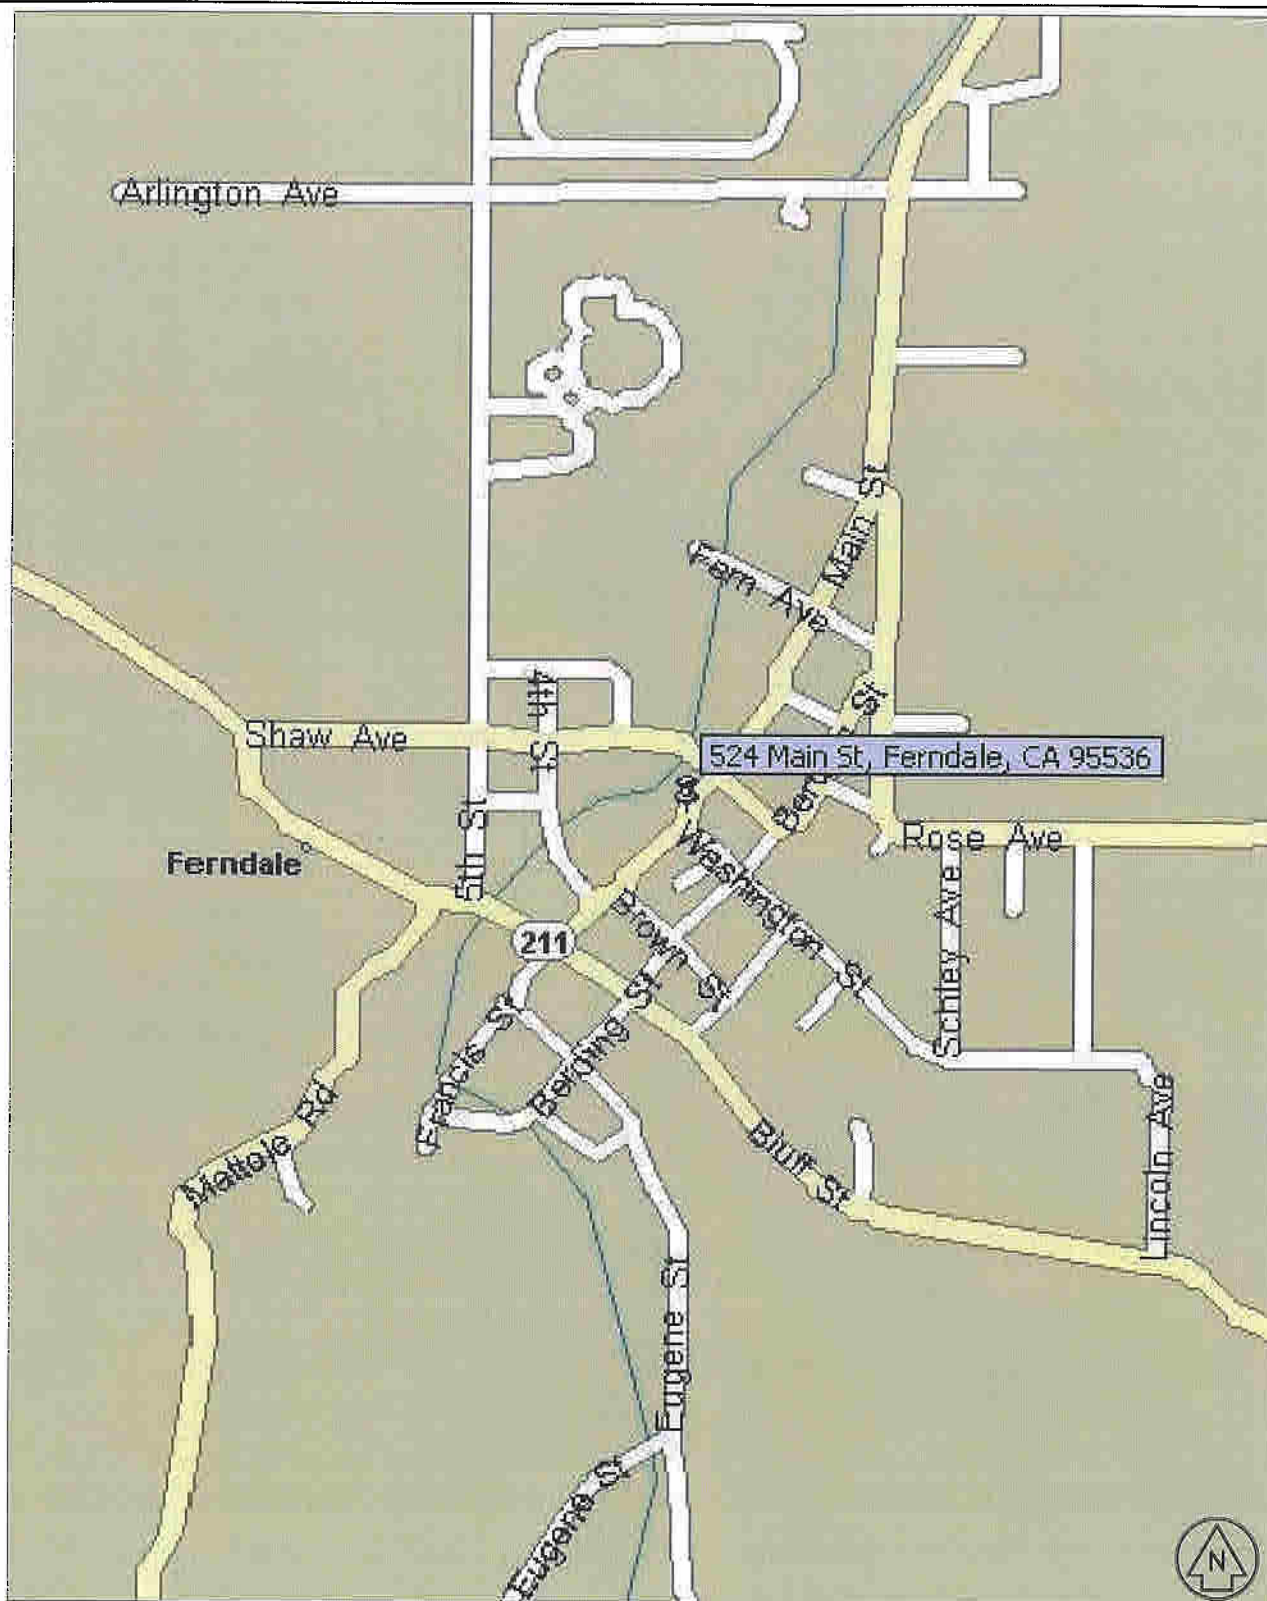 Arlington Ave
Main St
Fern Ave
4th St
Shaw Ave
524 Main St, Ferndale, CA 95536
5th St
Rose Ave
Ferndale
Washington St
Brown St
Schley Ave
211
Francis St
Berding St
Mattole Rd
Bluff St
Lincoln Ave
Eugene St
Eugene St
N